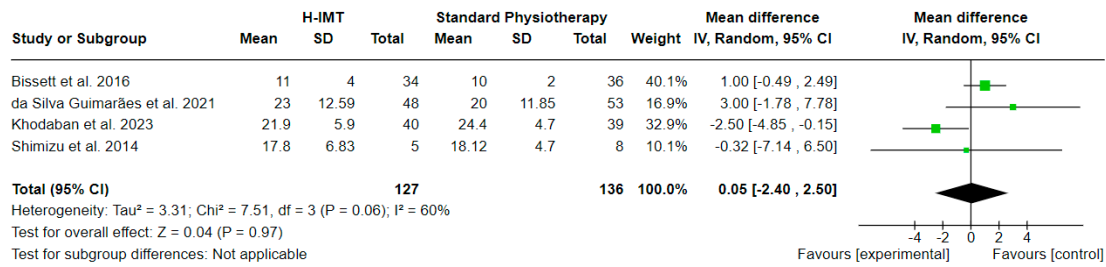 H-IMT Standard Physiotherapy Mean difference Mean difference
Study or Subgroup Mean SD Total Mean SD Total Weight IV, Random, 95% CI IV, Random, 95% CI
Bissett et al. 2016 11 4 34 10 2 36 40.1% 1.00 [-0.49 , 2.49]
da Silva Guimarães et al. 2021 23 12.59 48 20 11.85 53 16.9% 3.00 [-1.78 , 7.78]
Khodaban et al. 2023 21.9 5.9 40 24.4 4.7 39 32.9% -2.50 [-4.85 , -0.15]
Shimizu et al. 2014 17.8 6.83 5 18.12 4.7 8 10.1% -0.32 [-7.14 , 6.50]
Total (95% CI) 127 136 100.0% 0.05 [-2.40 , 2.50]
Heterogeneity: Tau² = 3.31; Chi² = 7.51, df = 3 (P = 0.06); I² = 60%
Test for overall effect: Z = 0.04 (P = 0.97)
-4 -2 0 2 4
Test for subgroup differences: Not applicable Favours [experimental] Favours [control]